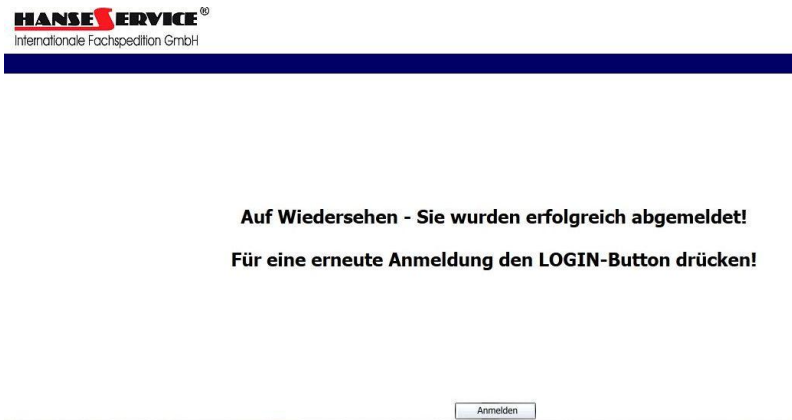 HANSESERVICE®
Internationale Fachspedition GmbH
Auf Wiedersehen - Sie wurden erfolgreich abgemeldet!
Für eine erneute Anmeldung den LOGIN-Button drücken!
Anmelden